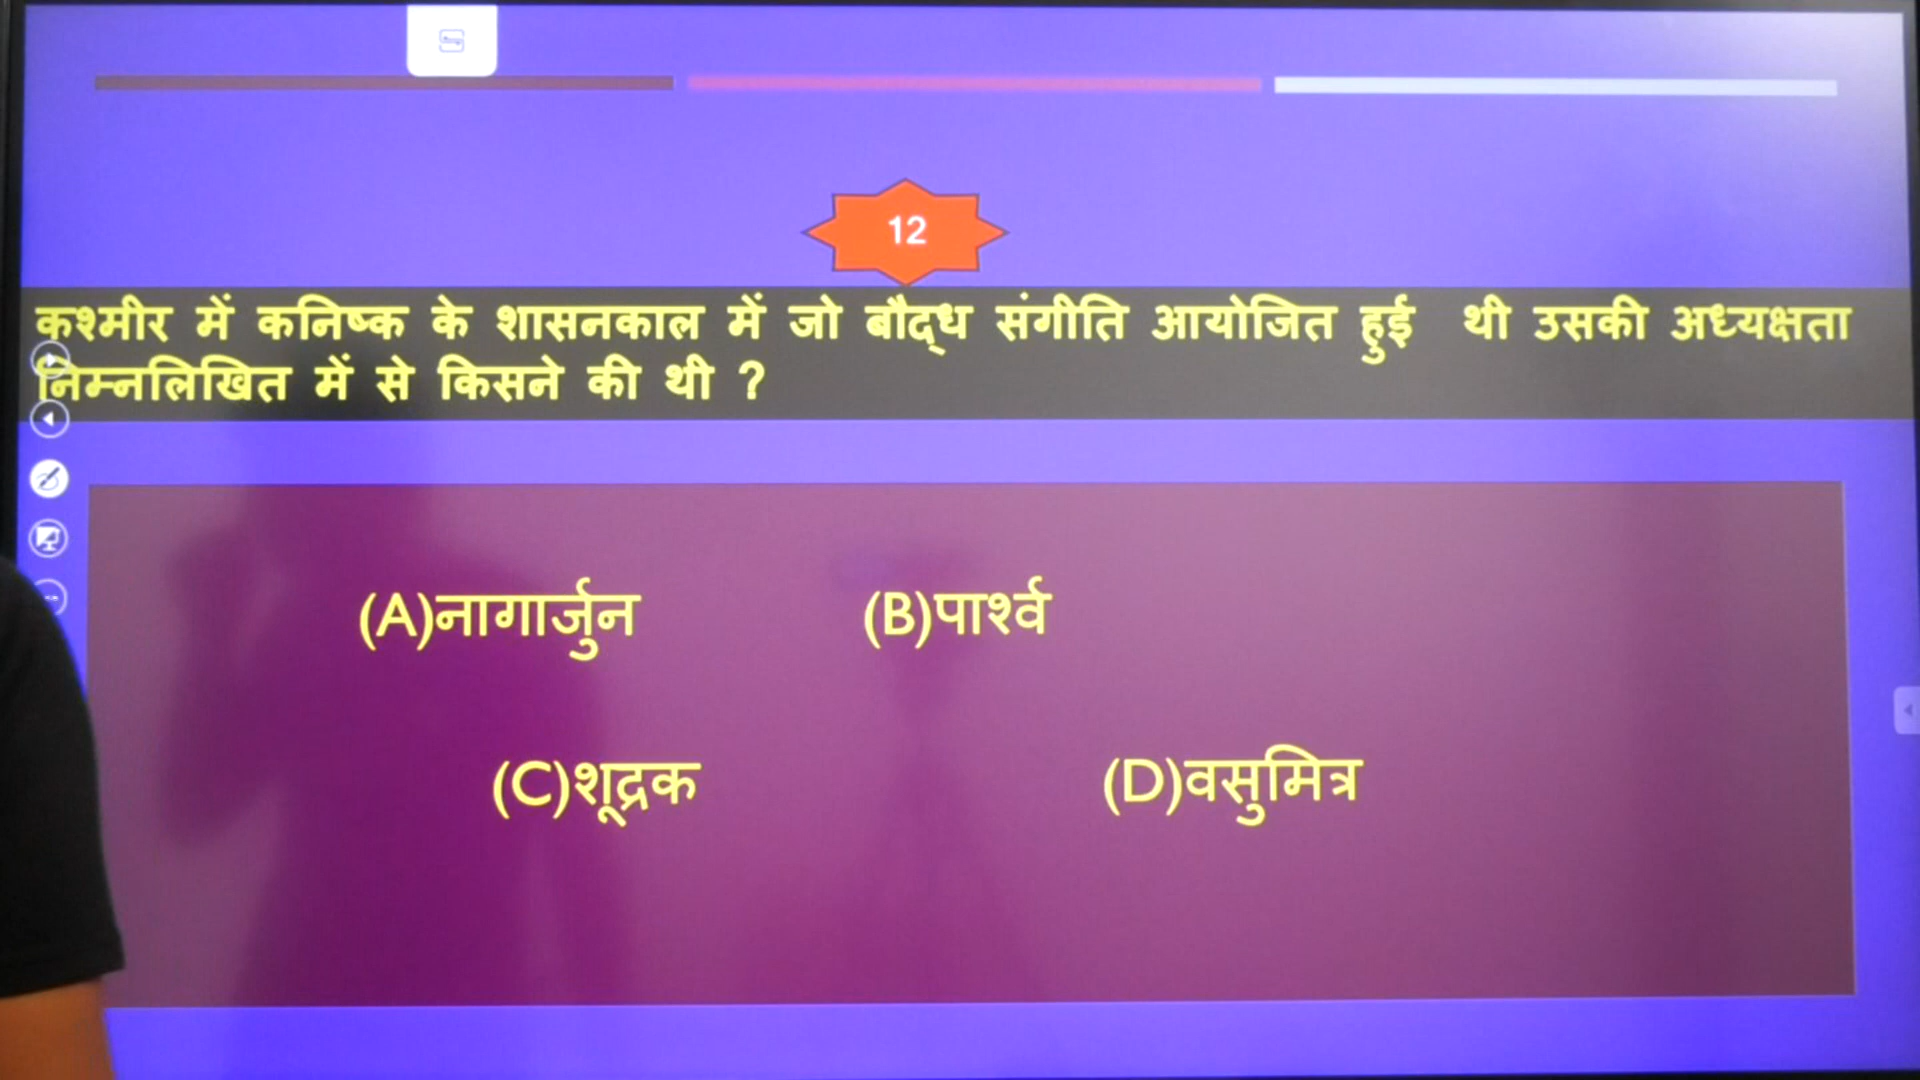 12
कश्मीर में कनिष्क के शासनकाल में जो बौद्ध संगीति आयोजित हुई थी उसकी अध्यक्षता
निम्नलिखित में से किसने की थी ?
(A)नागार्जुन (B)पार्श्व
(C)शूद्रक (D)वसुमित्र